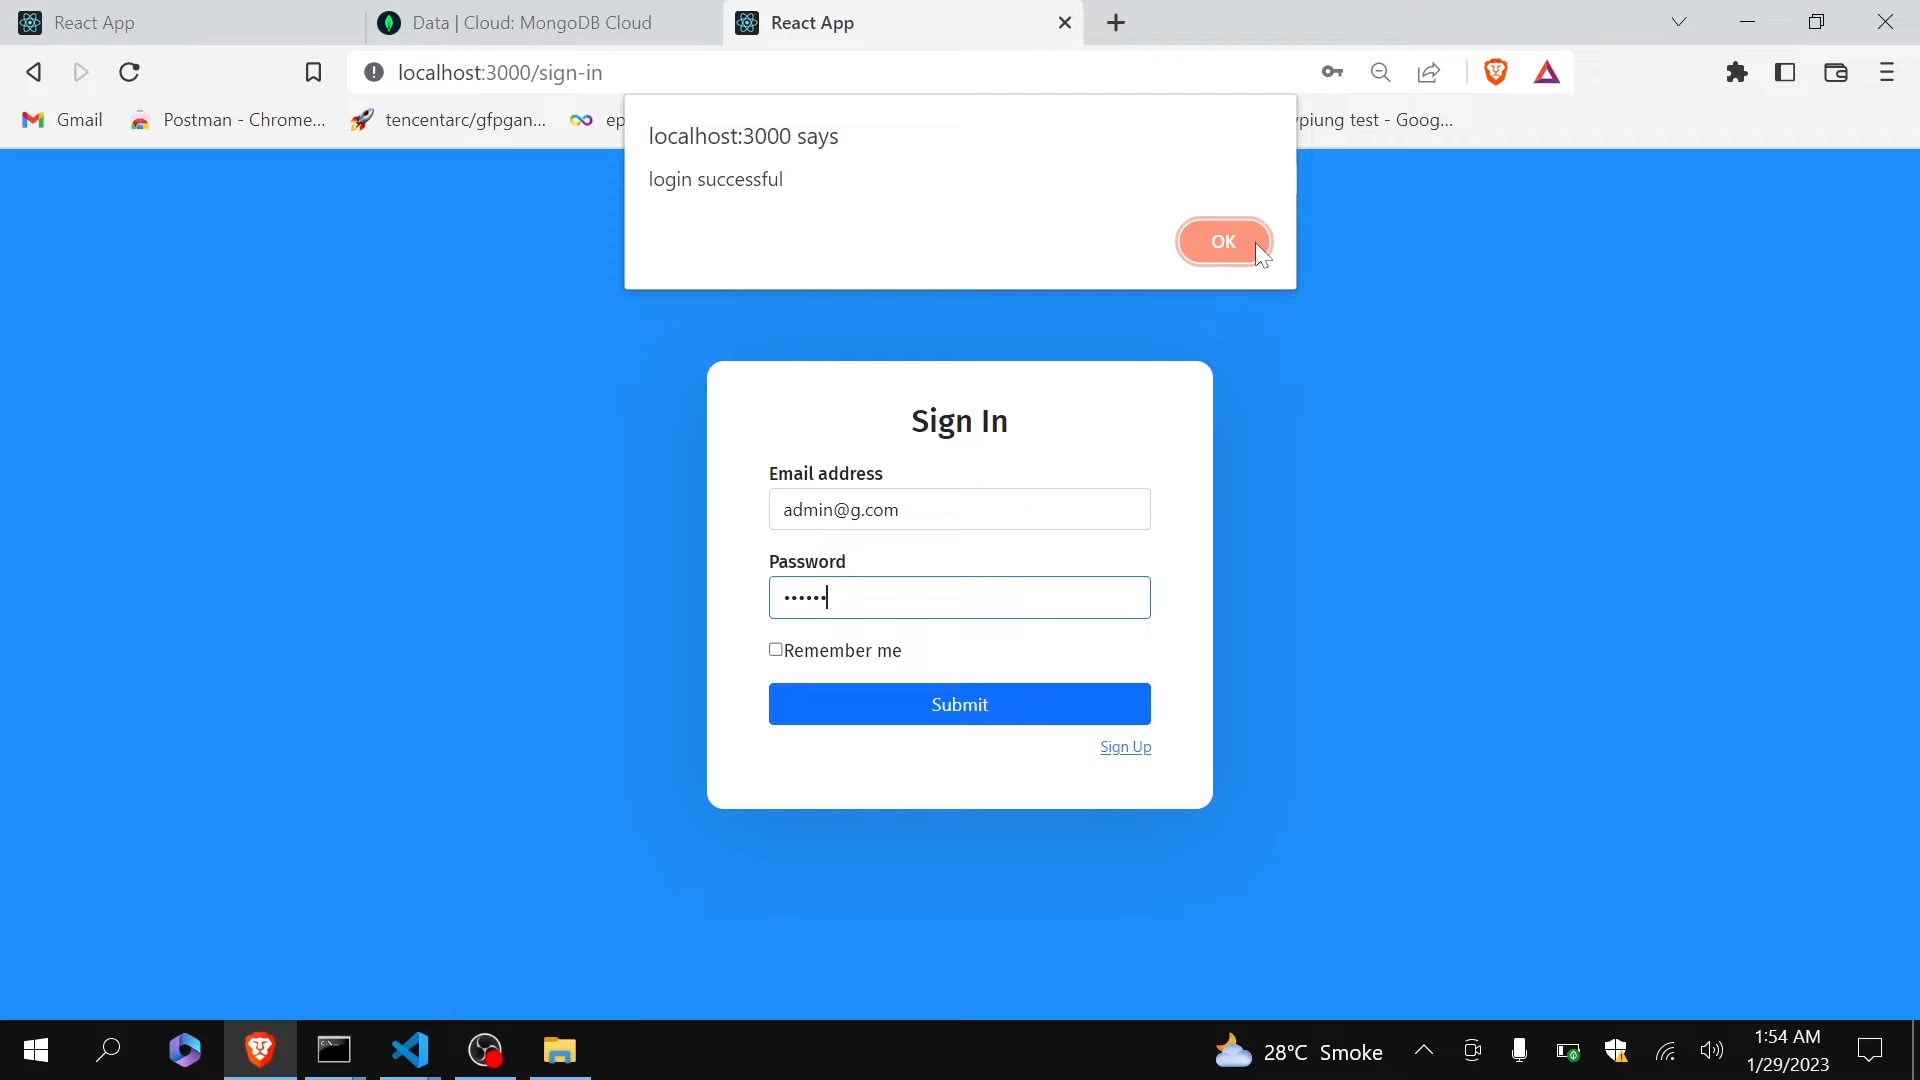 React App
Data | Cloud: MongoDB Cloud
React App
localhost:3000/sign-in
Gmail
Postman - Chrome...
tencentarc/gfpgan...
ep
ypiung test - Goog...
localhost:3000 says
login successful
OK
Sign In
Email address
admin@g.com
Password
••••••
Remember me
Submit
Sign Up
28°C Smoke
1:54 AM
1/29/2023